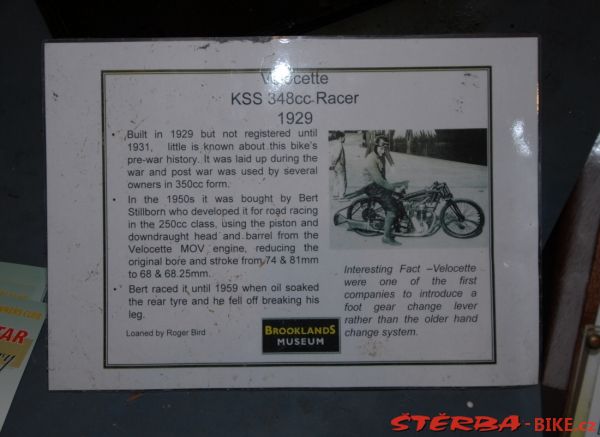 Velocette
KSS 348cc Racer
1929
• Built in 1929 but not registered until
1931, little is known about this bike's
pre-war history. It was laid up during the
war and post war was used by several
owners in 350cc form.
• In the 1950s it was bought by Bert
Stillborn who developed it for road racing
in the 250cc class, using the piston and
downdraught head and barrel from the
Velocette MOV engine, reducing the
original bore and stroke from 74 & 81mm
to 68 & 68.25mm.
• Bert raced it until 1959 when oil soaked
the rear tyre and he fell off breaking his
leg.
Loaned by Roger Bird
Interesting Fact –Velocette
were one of the first
companies to introduce a
foot gear change lever
rather than the older hand
change system.
BROOKLANDS
MUSEUM
OWNERS CLUB
TAR
ŠTĚRBA-BIKE.cz